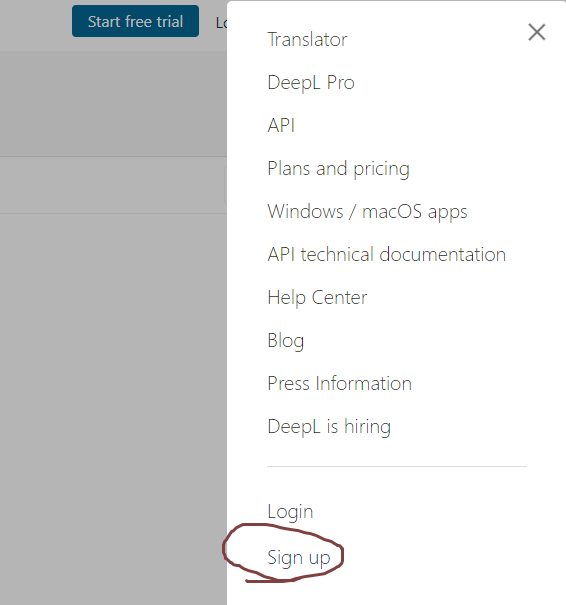 Start free trial
Translator
DeepL Pro
API
Plans and pricing
Windows / macOS apps
API technical documentation
Help Center
Blog
Press Information
DeepL is hiring
Login
Sign up